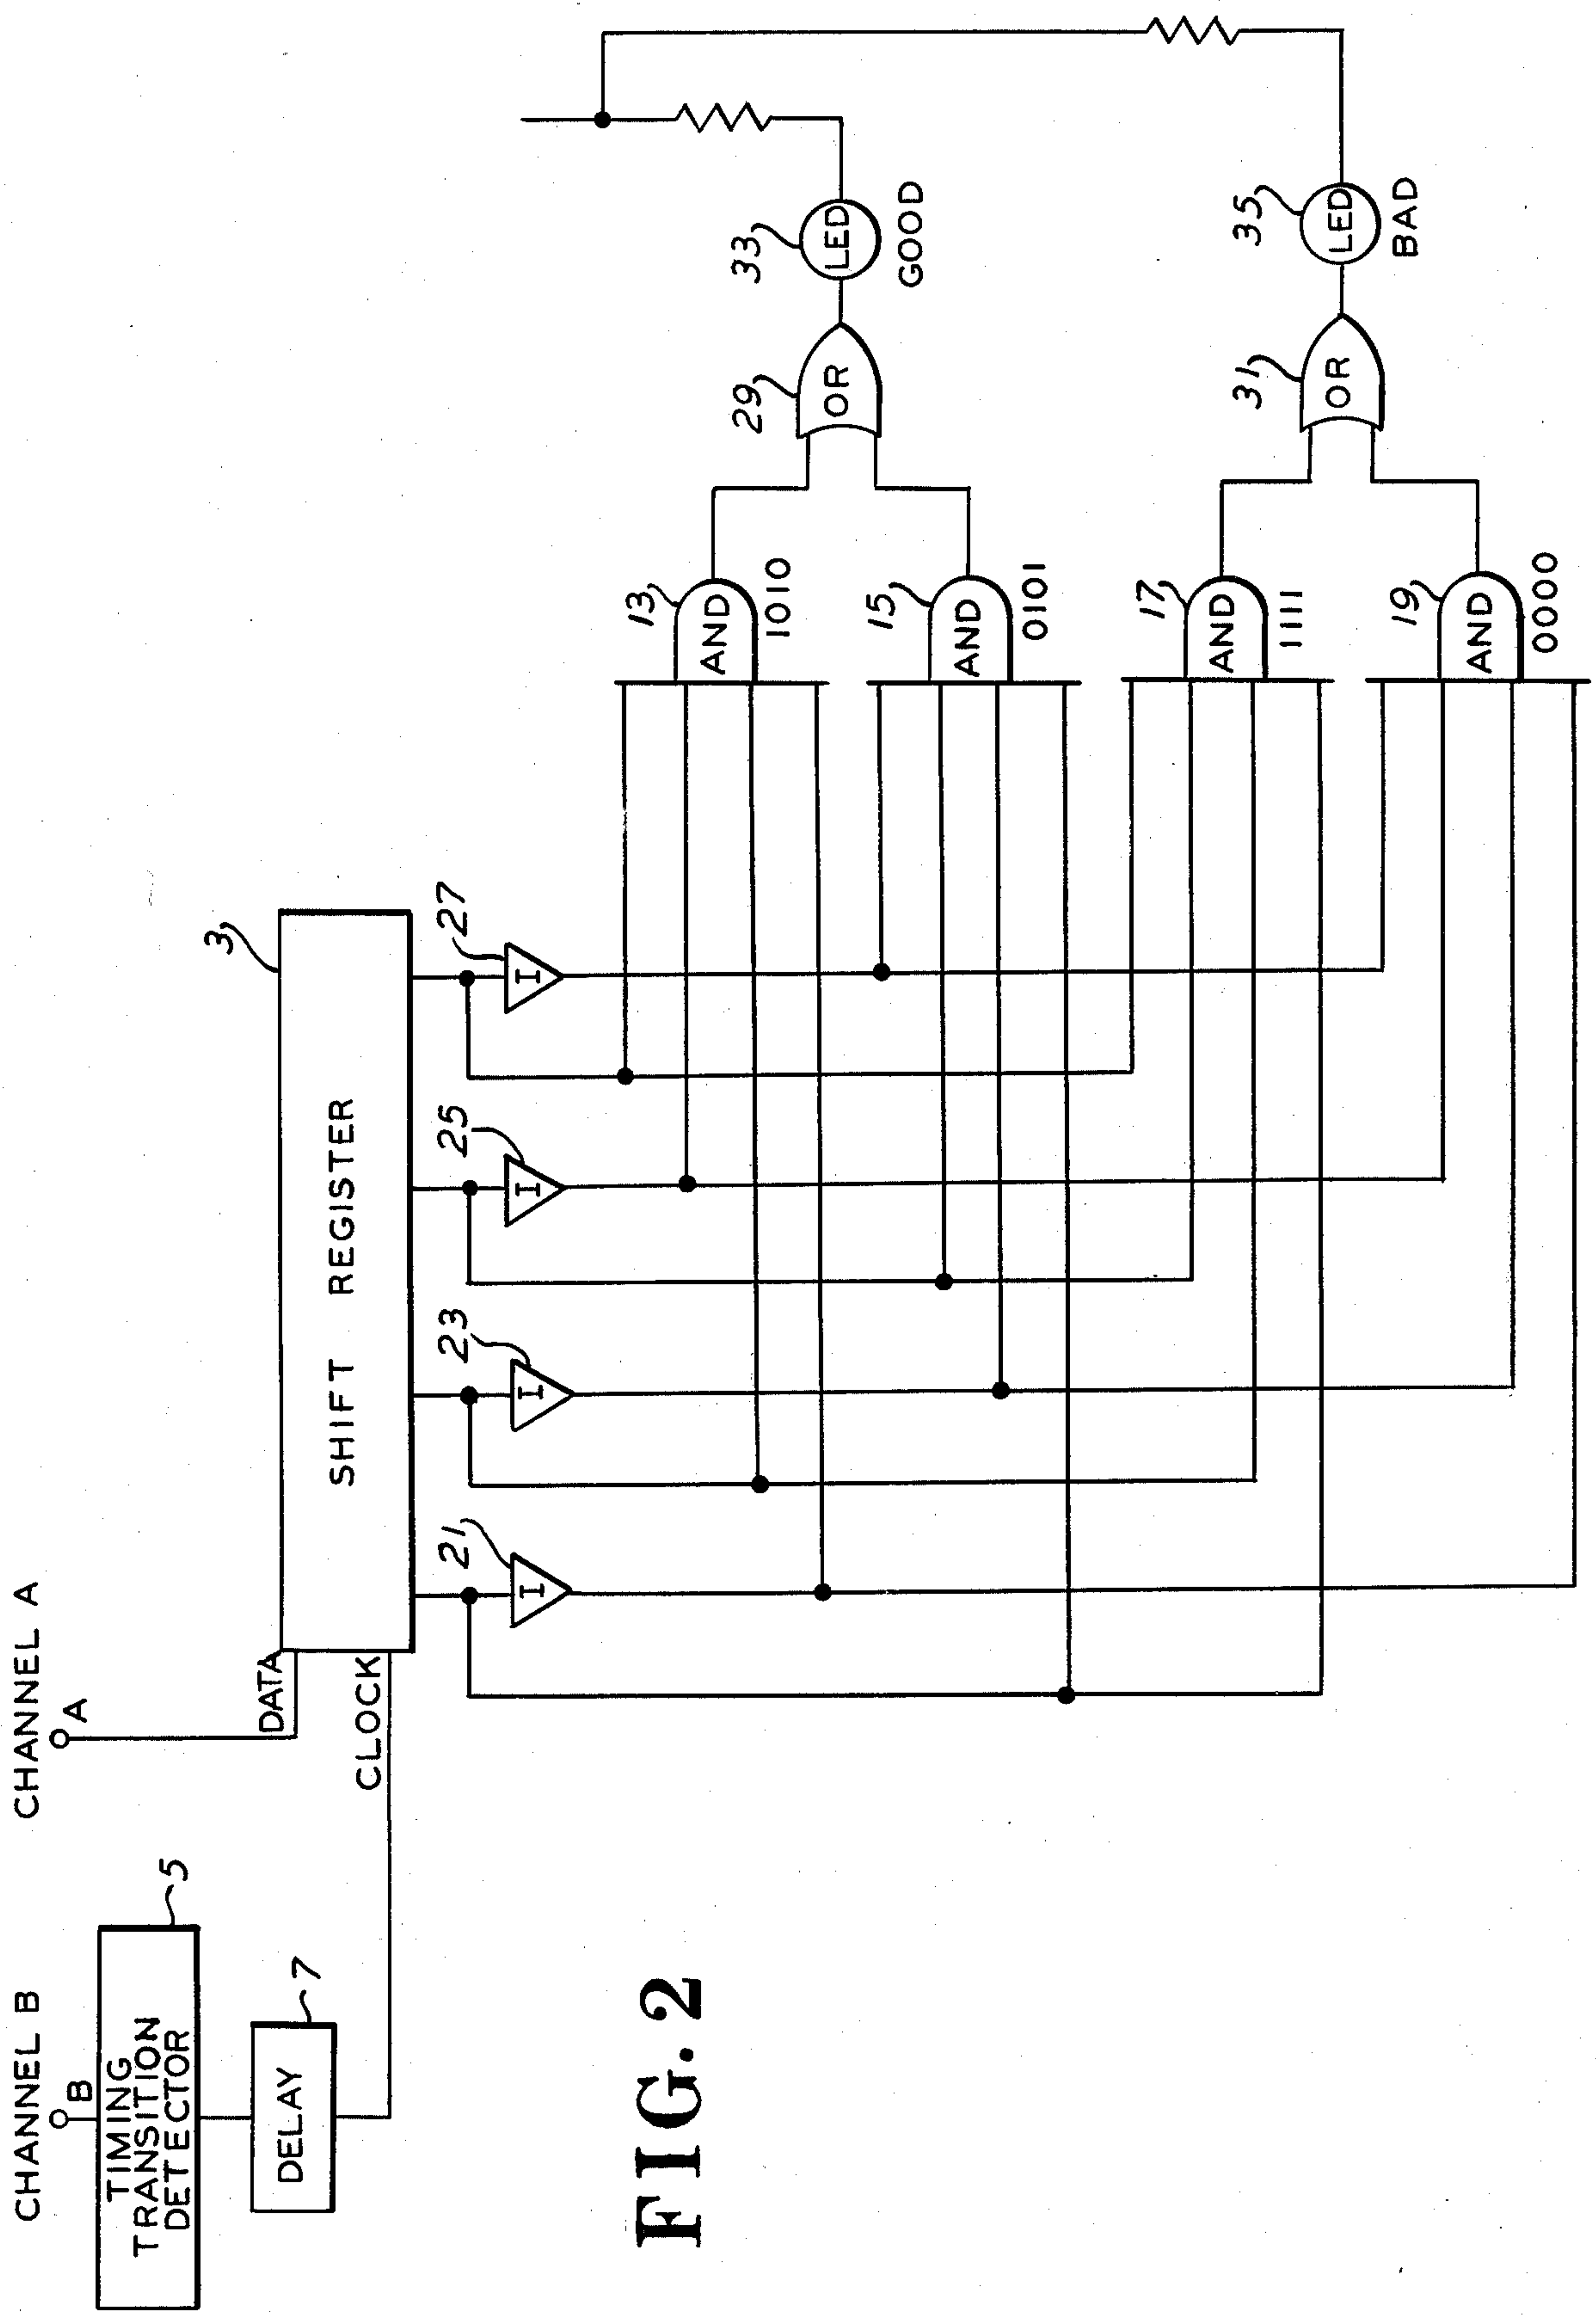 CHANNEL B
B
TIMING
TRANSITION
DETECTOR
5
DELAY
7
CHANNEL A
A
DATA
CLOCK
3
SHIFT REGISTER
21
I
23
I
25
I
27
I
13
AND
1010
15
AND
0101
17
AND
1111
19
AND
0000
29
OR
31
OR
33
LED
GOOD
35
LED
BAD
FIG. 2